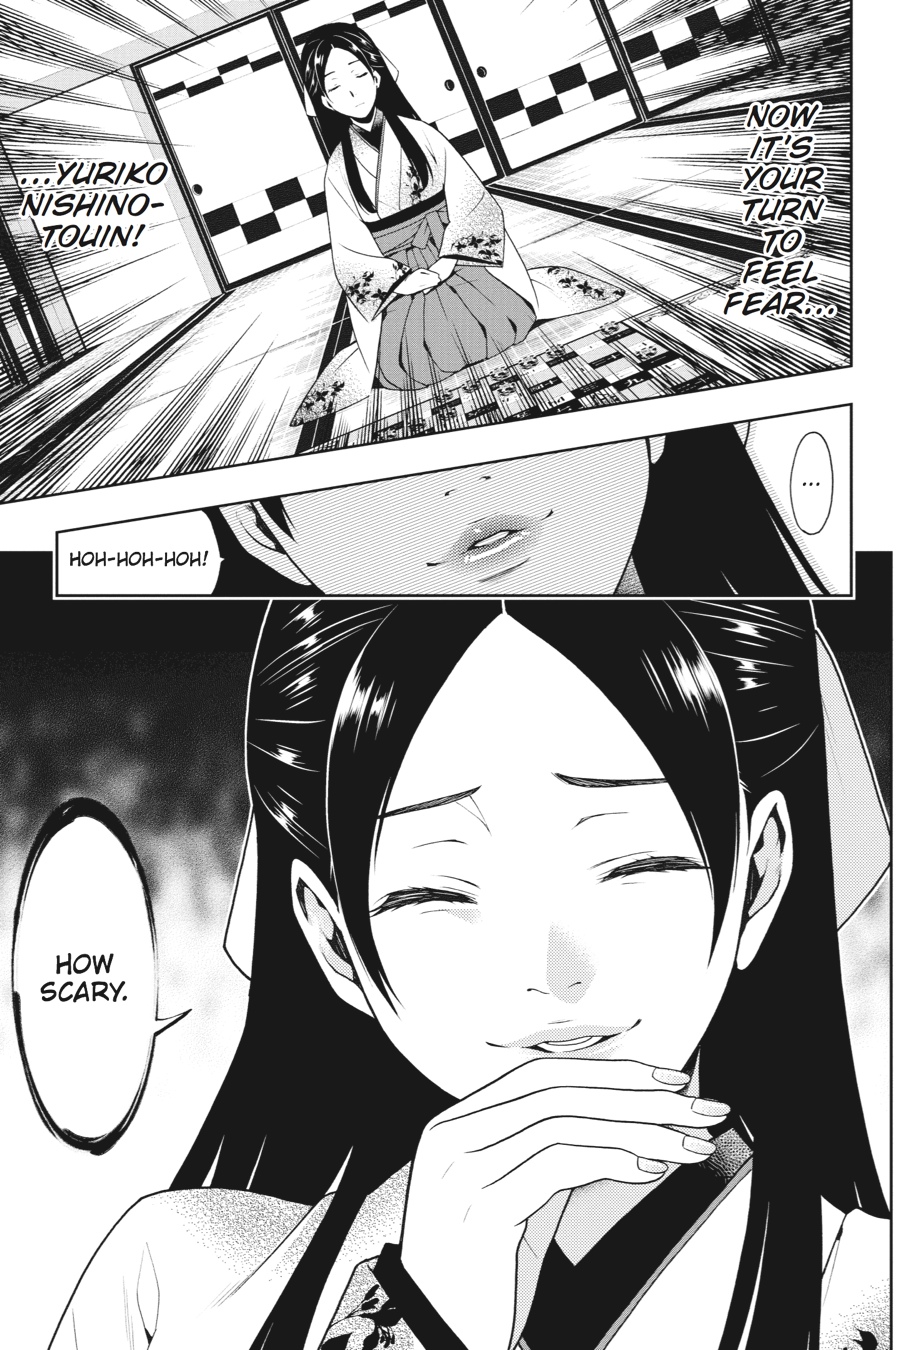 NOW
IT'S
YOUR
TURN
TO
FEEL
FEAR...
...YURIKO
NISHINO-
TOUIN!
...
HOH-HOH-HOH!
HOW
SCARY.